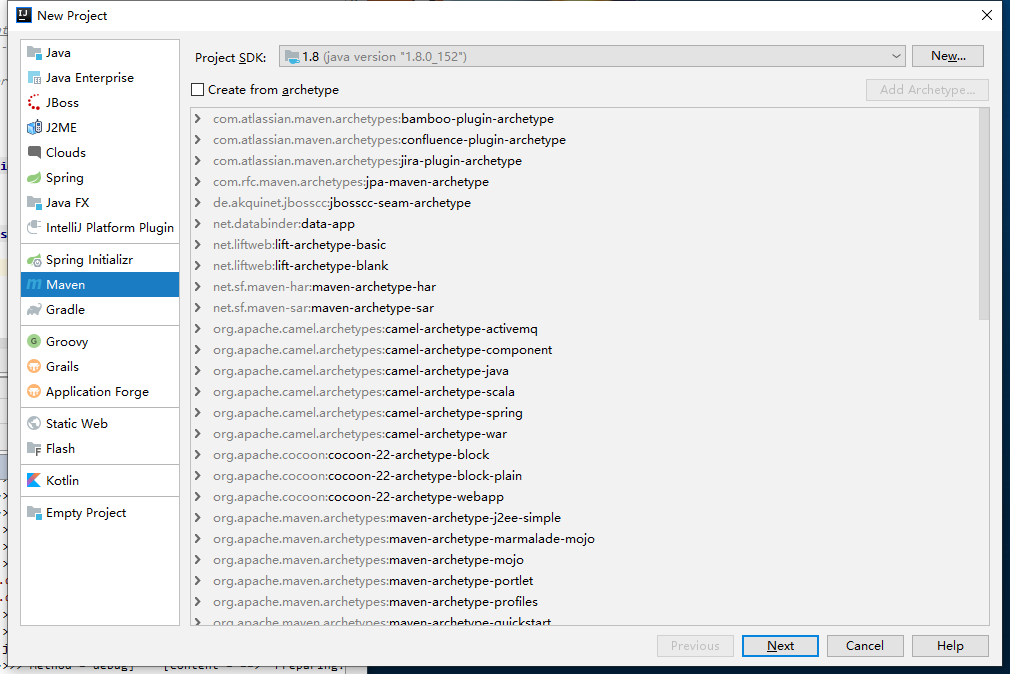 New Project
Java
Java Enterprise
JBoss
J2ME
Clouds
Spring
Java FX
IntelliJ Platform Plugin
Spring Initializr
Maven
Gradle
Groovy
Grails
Application Forge
Static Web
Flash
Kotlin
Empty Project
Project SDK: 1.8 (java version "1.8.0_152") New...
Create from archetype Add Archetype...
com.atlassian.maven.archetypes:bamboo-plugin-archetype
com.atlassian.maven.archetypes:confluence-plugin-archetype
com.atlassian.maven.archetypes:jira-plugin-archetype
com.rfc.maven.archetypes:jpa-maven-archetype
de.akquinet.jbosscc:jbosscc-seam-archetype
net.databinder:data-app
net.liftweb:lift-archetype-basic
net.liftweb:lift-archetype-blank
net.sf.maven-har:maven-archetype-har
net.sf.maven-sar:maven-archetype-sar
org.apache.camel.archetypes:camel-archetype-activemq
org.apache.camel.archetypes:camel-archetype-component
org.apache.camel.archetypes:camel-archetype-java
org.apache.camel.archetypes:camel-archetype-scala
org.apache.camel.archetypes:camel-archetype-spring
org.apache.camel.archetypes:camel-archetype-war
org.apache.cocoon:cocoon-22-archetype-block
org.apache.cocoon:cocoon-22-archetype-block-plain
org.apache.cocoon:cocoon-22-archetype-webapp
org.apache.maven.archetypes:maven-archetype-j2ee-simple
org.apache.maven.archetypes:maven-archetype-marmalade-mojo
org.apache.maven.archetypes:maven-archetype-mojo
org.apache.maven.archetypes:maven-archetype-portlet
org.apache.maven.archetypes:maven-archetype-profiles
org.apache.maven.archetypes:maven-archetype-quickstart
Previous Next Cancel Help